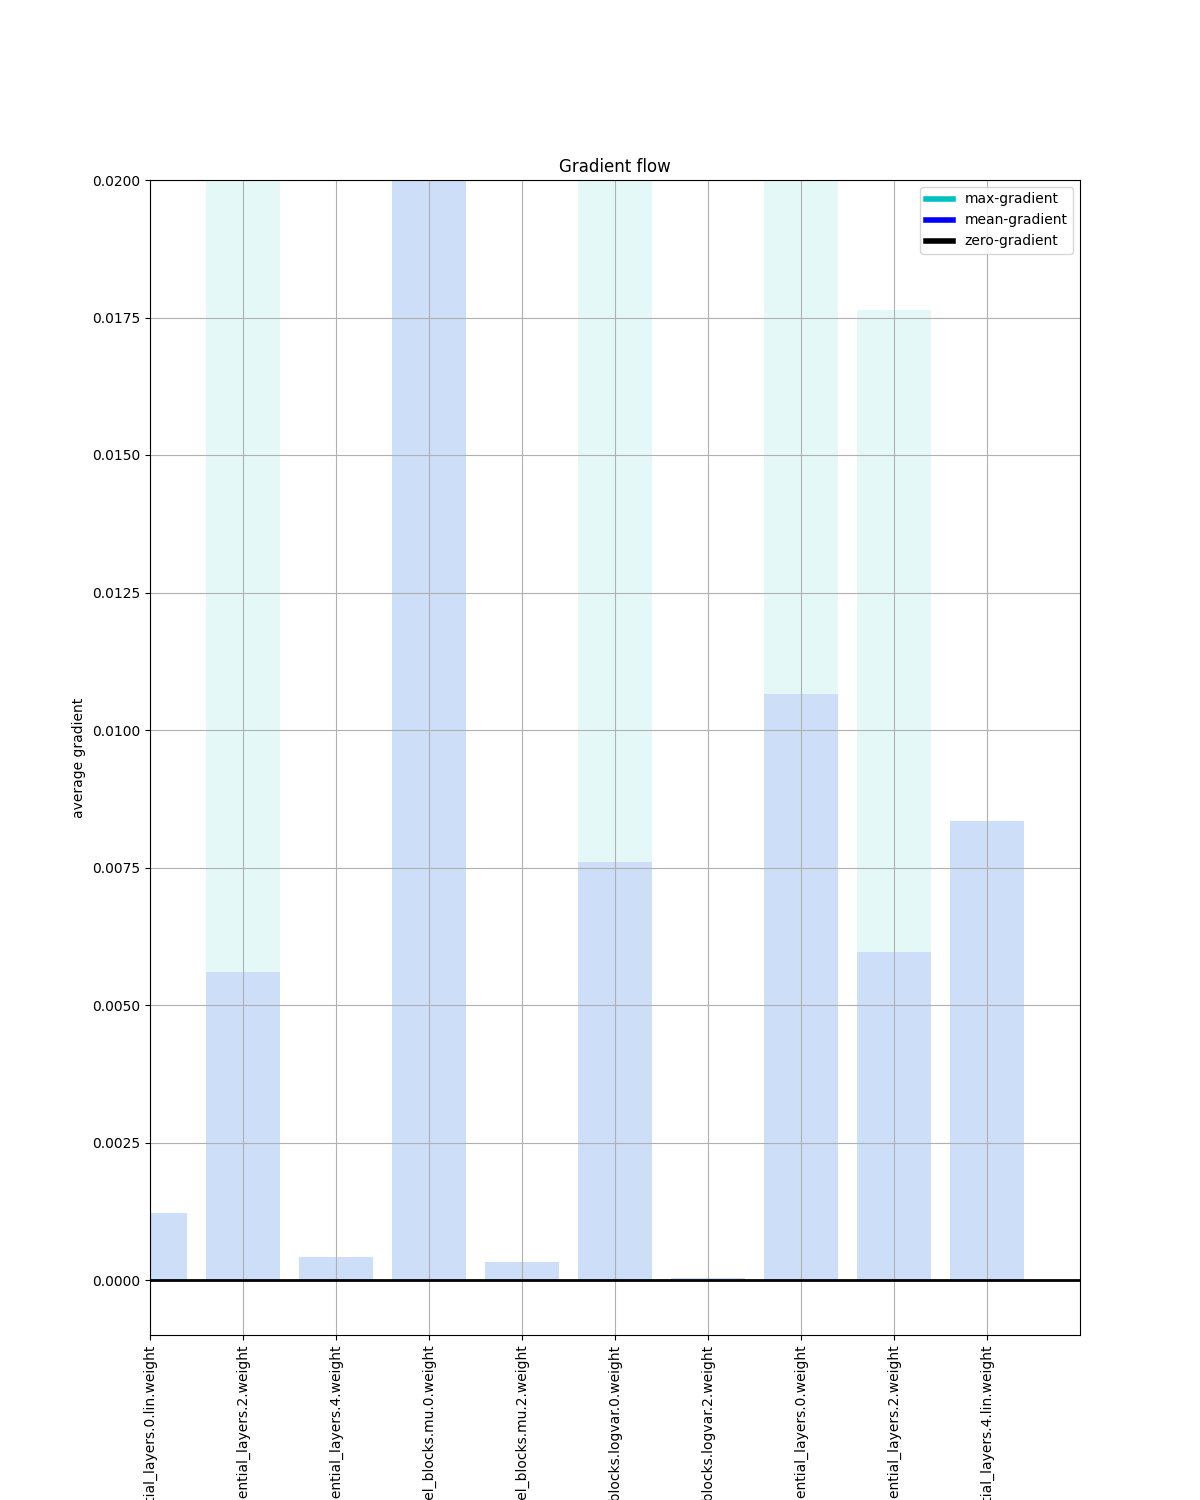 Gradient flow
max-gradient
mean-gradient
zero-gradient
0.0200
0.0175
0.0150
0.0125
0.0100
0.0075
0.0050
0.0025
0.0000
average gradient
tial_layers.0.lin.weight
ential_layers.2.weight
ential_layers.4.weight
el_blocks.mu.0.weight
el_blocks.mu.2.weight
blocks.logvar.0.weight
blocks.logvar.2.weight
ential_layers.0.weight
ential_layers.2.weight
tial_layers.4.lin.weight